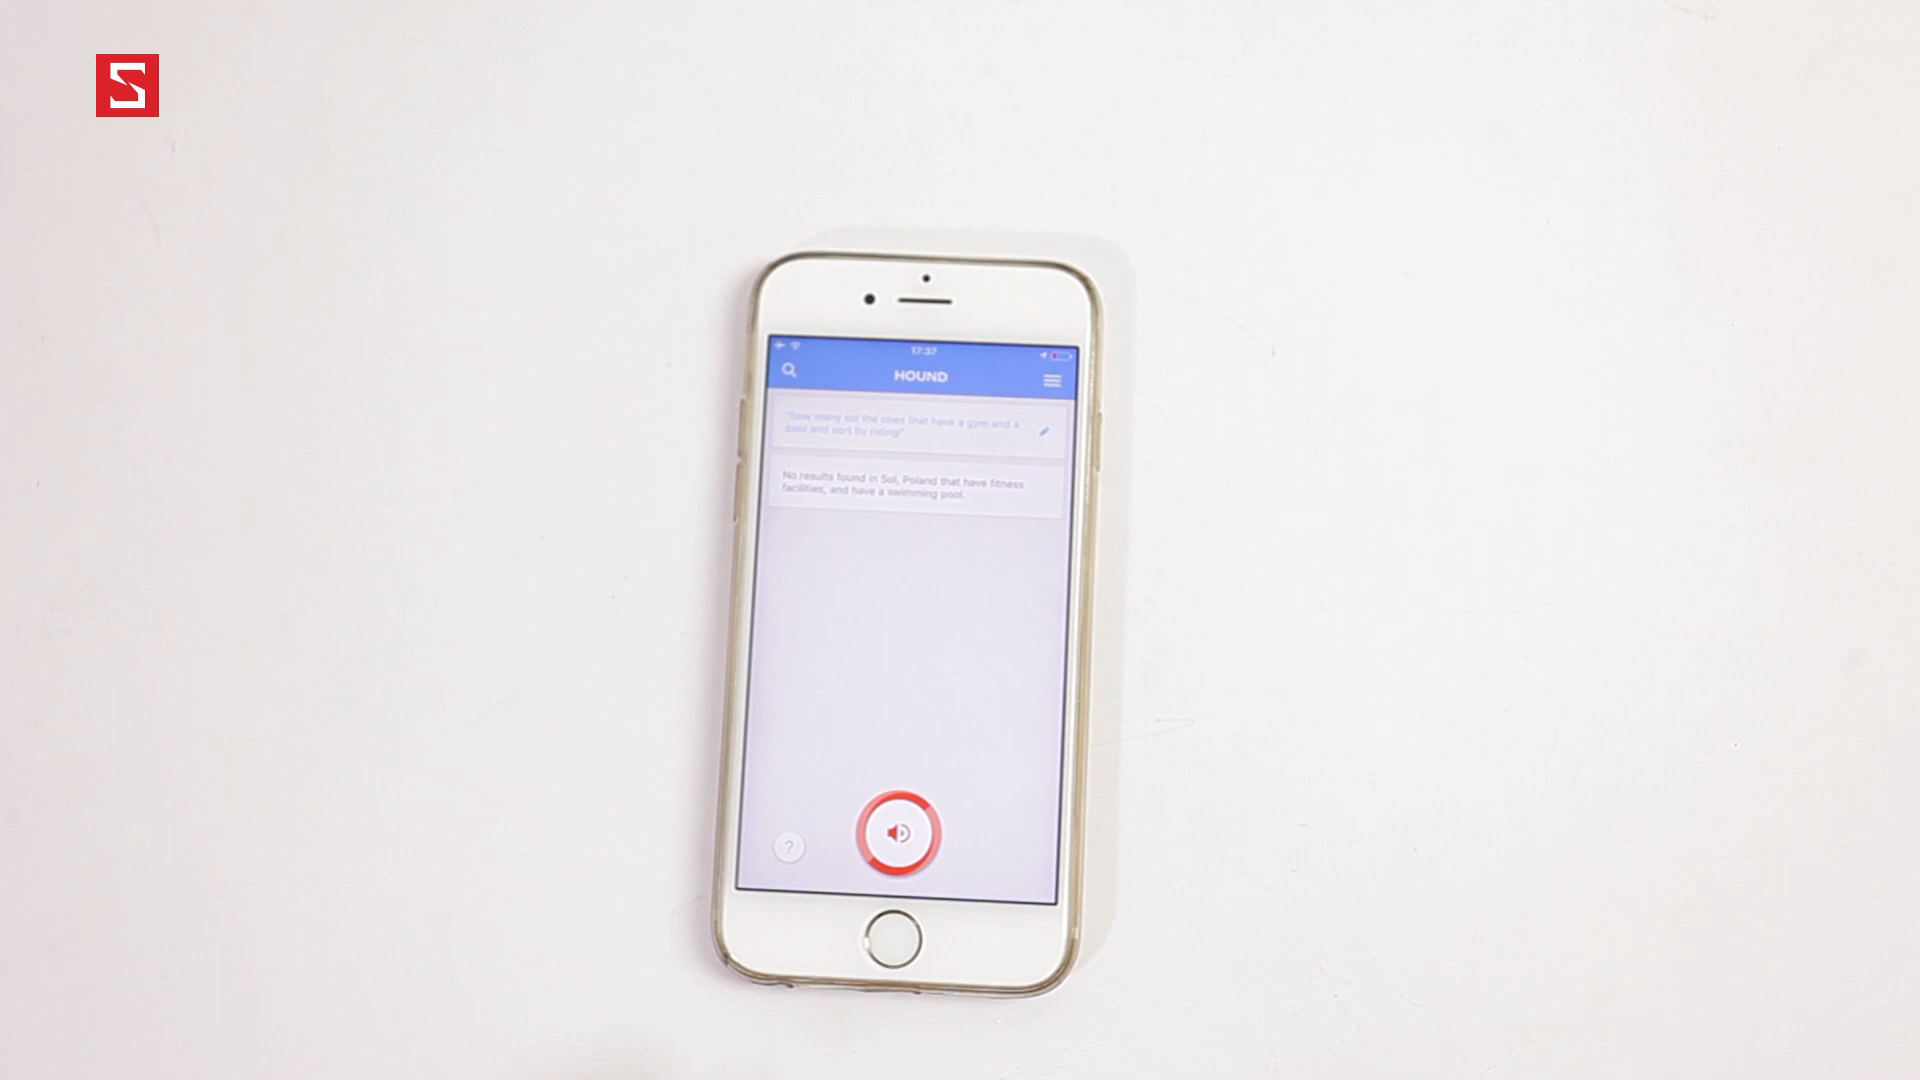 S
17:37
HOUND
"how many sol the ones that have a gym and a
pool and sort by rating"
No results found in Sol, Poland that have fitness
facilities, and have a swimming pool.
?